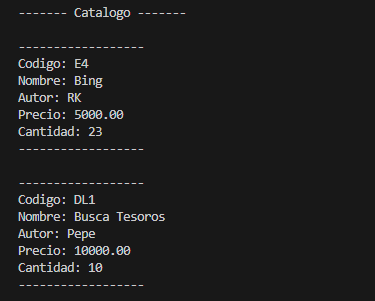 ------- Catalogo -------
------------------
Codigo: E4
Nombre: Bing
Autor: RK
Precio: 5000.00
Cantidad: 23
------------------
------------------
Codigo: DL1
Nombre: Busca Tesoros
Autor: Pepe
Precio: 10000.00
Cantidad: 10
------------------